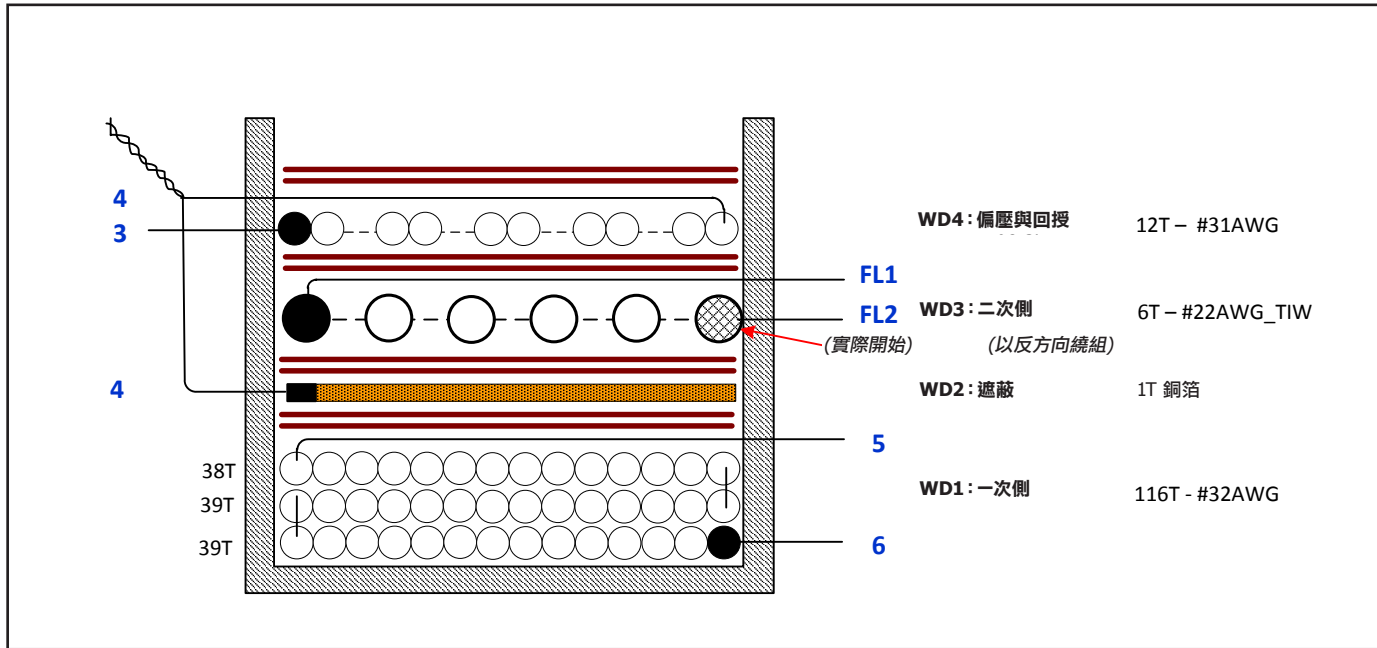 4
3
FL1
FL2
(實際開始)
4
5
38T
39T
39T
6
WD4:偏壓與回授 12T – #31AWG
WD3:二次側 6T – #22AWG_TIW
(以反方向繞組)
WD2:遮蔽 1T 銅箔
WD1:一次側 116T - #32AWG